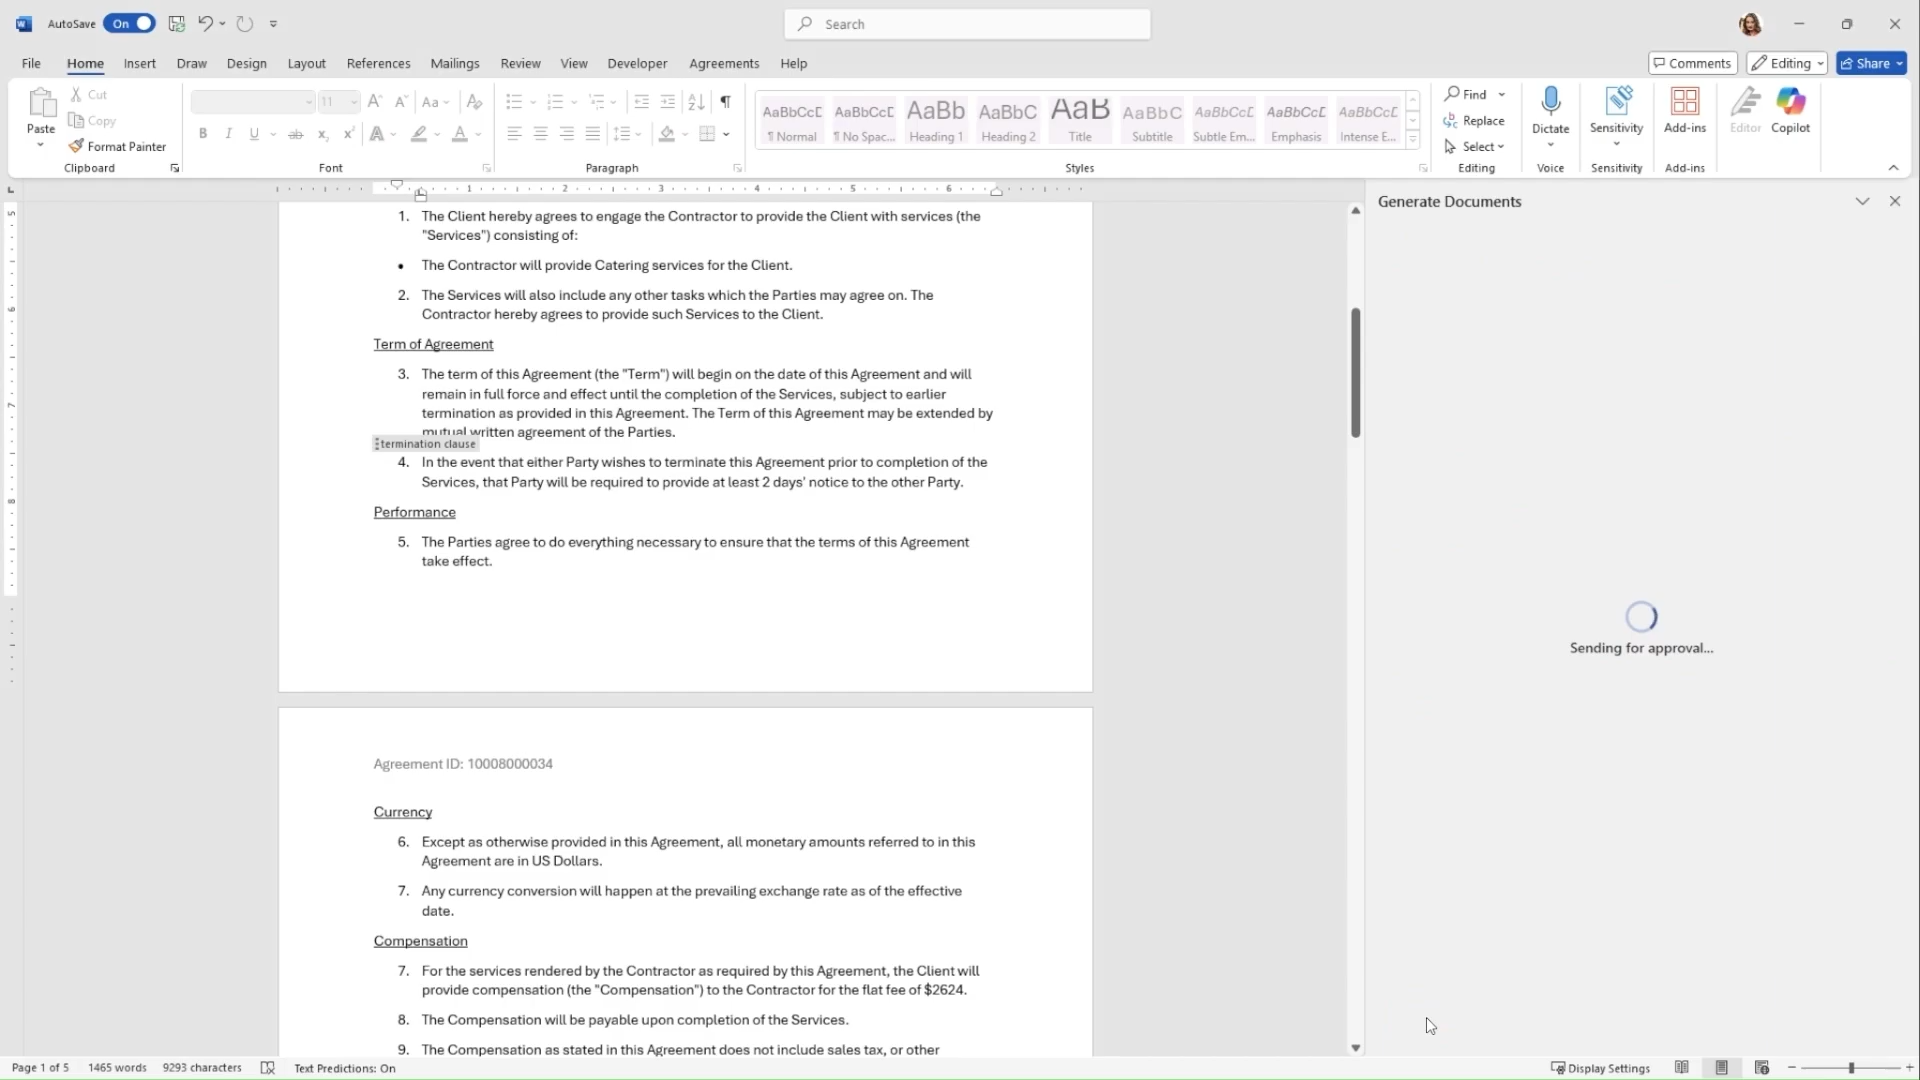 AutoSave On
Search
File Home Insert Draw Design Layout References Mailings Review View Developer Agreements Help
Comments Editing Share
Paste
Cut
Copy
Format Painter
Clipboard
11
Aa
B I U ab x x A A
Font
Paragraph
AaBbCcD AaBbCcD AaBb AaBbC AaB AaBbC AaBbCcD AaBbCcD AaBbCcD
¶ Normal ¶ No Spac... Heading 1 Heading 2 Title Subtitle Subtle Em... Emphasis Intense E...
Styles
Find
Replace
Select
Editing
Dictate
Voice
Sensitivity
Sensitivity
Add-ins
Add-ins
Editor
Copilot
1 2 3 4 5 6
5
6
7
8
1. The Client hereby agrees to engage the Contractor to provide the Client with services (the
"Services") consisting of:
• The Contractor will provide Catering services for the Client.
2. The Services will also include any other tasks which the Parties may agree on. The
Contractor hereby agrees to provide such Services to the Client.
Term of Agreement
3. The term of this Agreement (the "Term") will begin on the date of this Agreement and will
remain in full force and effect until the completion of the Services, subject to earlier
termination as provided in this Agreement. The Term of this Agreement may be extended by
mutual written agreement of the Parties.
termination clause
4. In the event that either Party wishes to terminate this Agreement prior to completion of the
Services, that Party will be required to provide at least 2 days' notice to the other Party.
Performance
5. The Parties agree to do everything necessary to ensure that the terms of this Agreement
take effect.
Agreement ID: 10008000034
Currency
6. Except as otherwise provided in this Agreement, all monetary amounts referred to in this
Agreement are in US Dollars.
7. Any currency conversion will happen at the prevailing exchange rate as of the effective
date.
Compensation
7. For the services rendered by the Contractor as required by this Agreement, the Client will
provide compensation (the "Compensation") to the Contractor for the flat fee of $2624.
8. The Compensation will be payable upon completion of the Services.
9. The Compensation as stated in this Agreement does not include sales tax, or other
Generate Documents
Sending for approval...
Page 1 of 5 1465 words 9293 characters Text Predictions: On
Display Settings